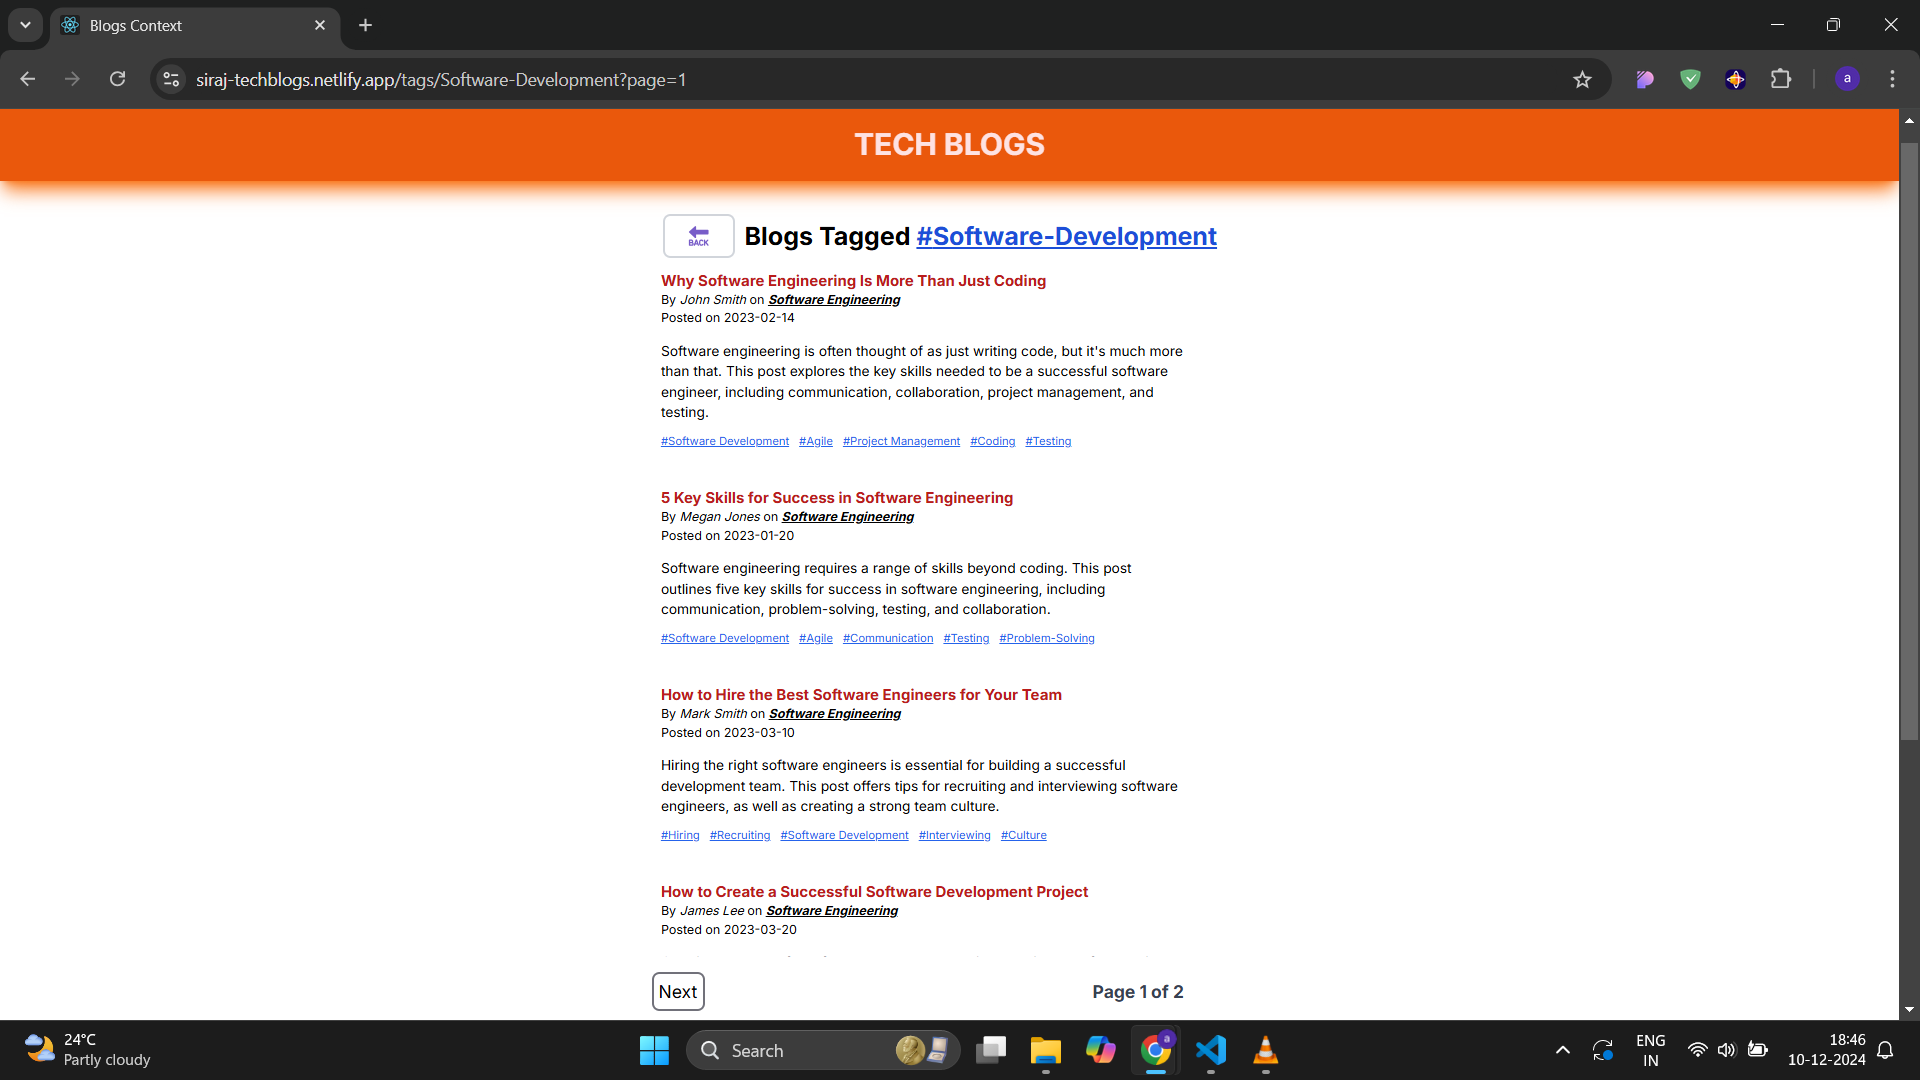 Blogs Context
siraj-techblogs.netlify.app/tags/Software-Development?page=1
a
TECH BLOGS
BACK
Blogs Tagged #Software-Development
Why Software Engineering Is More Than Just Coding
By John Smith on Software Engineering
Posted on 2023-02-14
Software engineering is often thought of as just writing code, but it's much more
than that. This post explores the key skills needed to be a successful software
engineer, including communication, collaboration, project management, and
testing.
#Software Development #Agile #Project Management #Coding #Testing
5 Key Skills for Success in Software Engineering
By Megan Jones on Software Engineering
Posted on 2023-01-20
Software engineering requires a range of skills beyond coding. This post
outlines five key skills for success in software engineering, including
communication, problem-solving, testing, and collaboration.
#Software Development #Agile #Communication #Testing #Problem-Solving
How to Hire the Best Software Engineers for Your Team
By Mark Smith on Software Engineering
Posted on 2023-03-10
Hiring the right software engineers is essential for building a successful
development team. This post offers tips for recruiting and interviewing software
engineers, as well as creating a strong team culture.
#Hiring #Recruiting #Software Development #Interviewing #Culture
How to Create a Successful Software Development Project
By James Lee on Software Engineering
Posted on 2023-03-20
Next
Page 1 of 2
24°C
Partly cloudy
Search
a
ENG
IN
18:46
10-12-2024